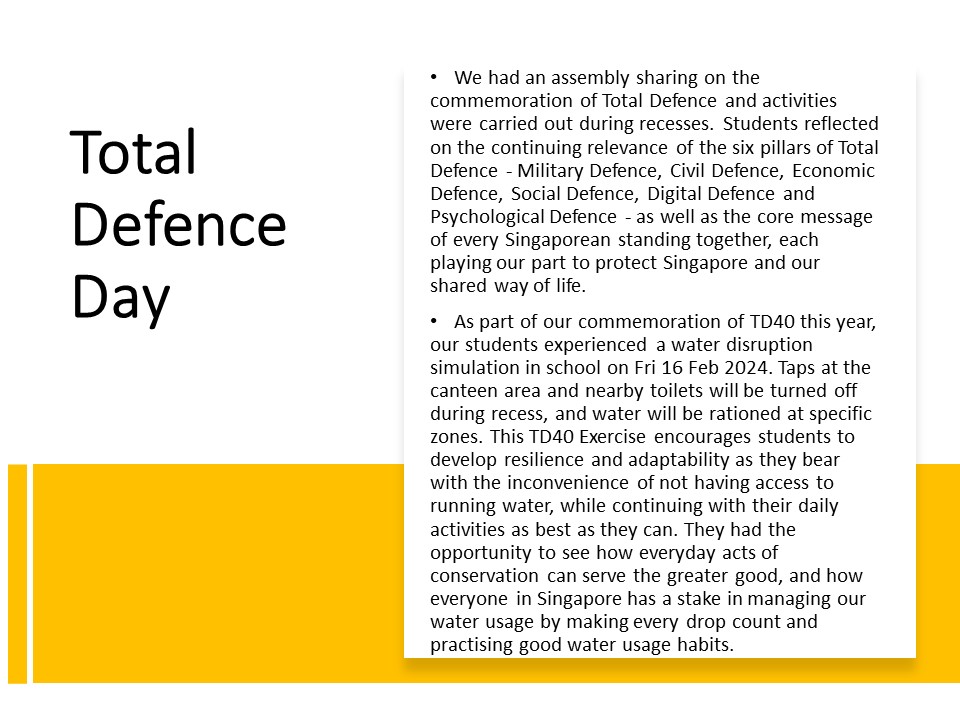 Total
Defence
Day
• We had an assembly sharing on the
commemoration of Total Defence and activities
were carried out during recesses. Students reflected
on the continuing relevance of the six pillars of Total
Defence - Military Defence, Civil Defence, Economic
Defence, Social Defence, Digital Defence and
Psychological Defence - as well as the core message
of every Singaporean standing together, each
playing our part to protect Singapore and our
shared way of life.
• As part of our commemoration of TD40 this year,
our students experienced a water disruption
simulation in school on Fri 16 Feb 2024. Taps at the
canteen area and nearby toilets will be turned off
during recess, and water will be rationed at specific
zones. This TD40 Exercise encourages students to
develop resilience and adaptability as they bear
with the inconvenience of not having access to
running water, while continuing with their daily
activities as best as they can. They had the
opportunity to see how everyday acts of
conservation can serve the greater good, and how
everyone in Singapore has a stake in managing our
water usage by making every drop count and
practising good water usage habits.